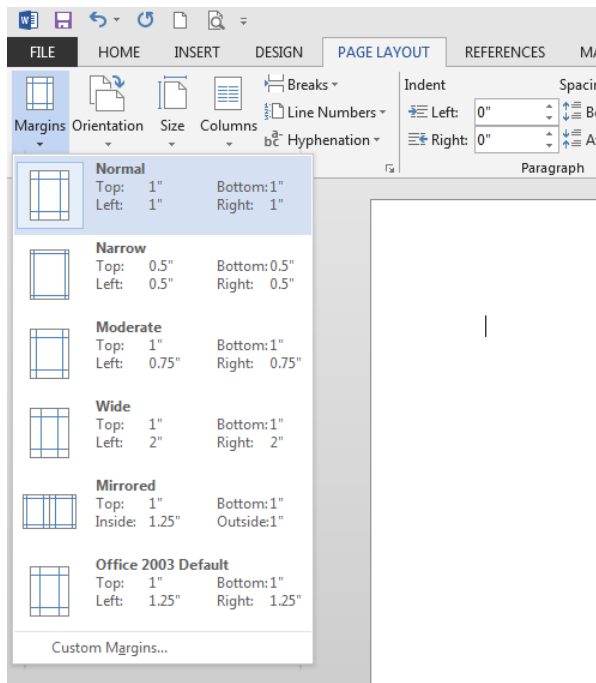 FILE HOME INSERT DESIGN PAGE LAYOUT REFERENCES
Breaks Indent
Line Numbers Left: 0"
Margins Orientation Size Columns
Hyphenation Right: 0"
Paragraph
Normal
Top: 1" Bottom: 1"
Left: 1" Right: 1"
Narrow
Top: 0.5" Bottom: 0.5"
Left: 0.5" Right: 0.5"
Moderate
Top: 1" Bottom: 1"
Left: 0.75" Right: 0.75"
Wide
Top: 1" Bottom: 1"
Left: 2" Right: 2"
Mirrored
Top: 1" Bottom: 1"
Inside: 1.25" Outside: 1"
Office 2003 Default
Top: 1" Bottom: 1"
Left: 1.25" Right: 1.25"
Custom Margins...